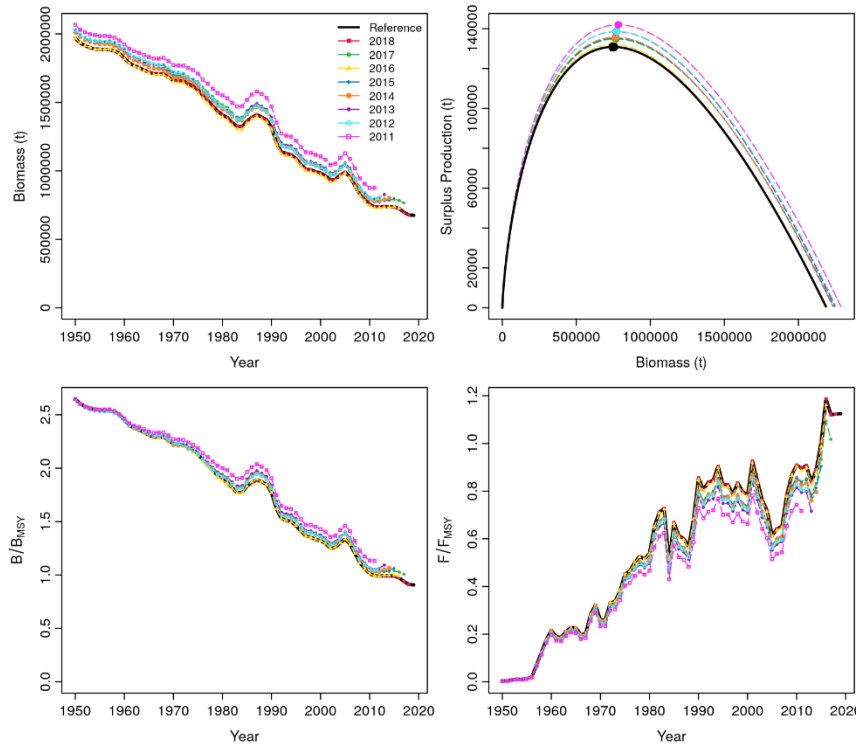 Biomass (t)
0 500000 1000000 1500000 2000000
1950 1960 1970 1980 1990 2000 2010 2020
Year
Reference
2018
2017
2016
2015
2014
2013
2012
2011
Surplus Production (t)
0 20000 60000 100000 140000
0 500000 1000000 1500000 2000000
Biomass (t)
B/BMSY
0.0 0.5 1.0 1.5 2.0 2.5
1950 1960 1970 1980 1990 2000 2010 2020
Year
F/FMSY
0.0 0.2 0.4 0.6 0.8 1.0 1.2
1950 1960 1970 1980 1990 2000 2010 2020
Year